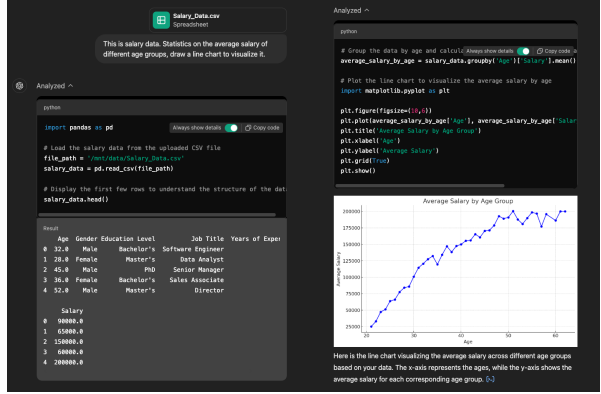 Salary_Data.csv
Spreadsheet
This is salary data. Statistics on the average salary of
different age groups, draw a line chart to visualize it.
Analyzed
python
import pandas as pd
Always show details
Copy code
# Load the salary data from the uploaded CSV file
file_path = '/mnt/data/Salary_Data.csv'
salary_data = pd.read_csv(file_path)
# Display the first few rows to understand the structure of the dat
salary_data.head()
Result
Age Gender Education Level Job Title Years of Exper
0 32.0 Male Bachelor's Software Engineer
1 28.0 Female Master's Data Analyst
2 45.0 Male PhD Senior Manager
3 36.0 Female Bachelor's Sales Associate
4 52.0 Male Master's Director
Salary
0 90000.0
1 65000.0
2 150000.0
3 60000.0
4 200000.0
Analyzed
python
# Group the data by age and calcula
Always show details
Copy code
average_salary_by_age = salary_data.groupby('Age')['Salary'].mean()
# Plot the line chart to visualize the average salary by age
import matplotlib.pyplot as plt
plt.figure(figsize=(10,6))
plt.plot(average_salary_by_age['Age'], average_salary_by_age['Salar
plt.title('Average Salary by Age Group')
plt.xlabel('Age')
plt.ylabel('Average Salary')
plt.grid(True)
plt.show()
Average Salary by Age Group
200000
175000
150000
125000
100000
75000
50000
25000
Average Salary
20 30 40 50 60
Age
Here is the line chart visualizing the average salary across different age groups
based on your data. The x-axis represents the ages, while the y-axis shows the
average salary for each corresponding age group. [>-]